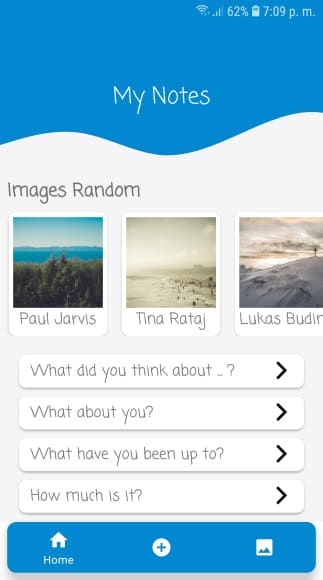 62% 7:09 p. m.
My Notes
Images Random
Paul Jarvis
Tina Rataj
Lukas Budin
What did you think about ... ?
What about you?
What have you been up to?
How much is it?
Home